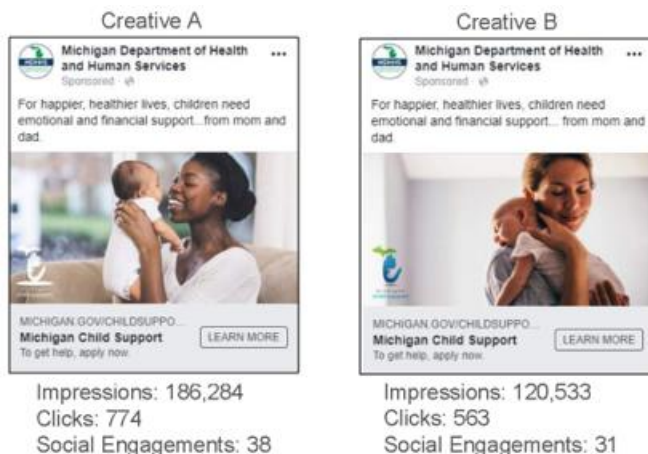 Creative A
Michigan Department of Health
and Human Services
Sponsored
For happier, healthier lives, children need
emotional and financial support...from mom and
dad.
MICHIGAN.GOV/CHILDSUPPO...
Michigan Child Support
To get help, apply now.
LEARN MORE
Impressions: 186,284
Clicks: 774
Social Engagements: 38
Creative B
Michigan Department of Health
and Human Services
Sponsored
For happier, healthier lives, children need
emotional and financial support... from mom and
dad.
MICHIGAN.GOV/CHILDSUPPO...
Michigan Child Support
To get help, apply now.
LEARN MORE
Impressions: 120,533
Clicks: 563
Social Engagements: 31